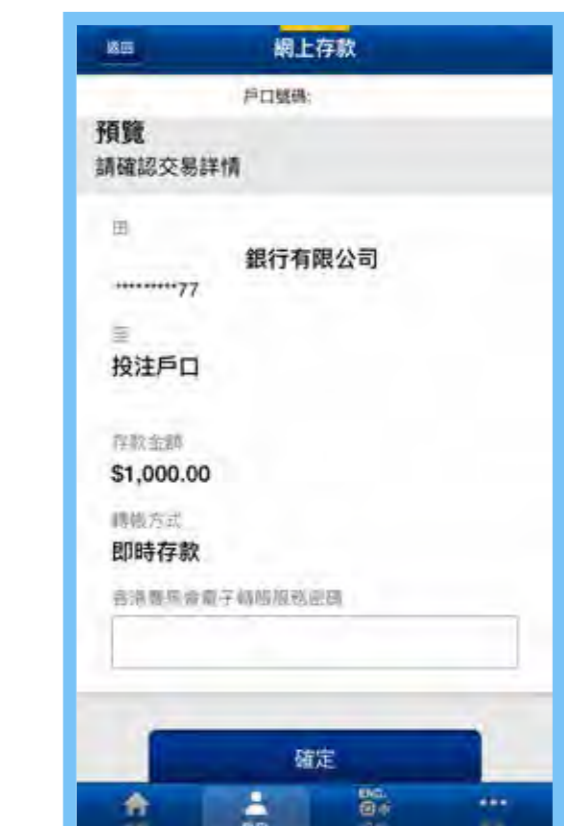 返回
網上存款
戶口號碼:
預覽
請確認交易詳情
由
銀行有限公司
*********77
至
投注戶口
存款金額
$1,000.00
轉帳方式
即時存款
香港賽馬會電子轉賬服務密碼
確定
ENG.